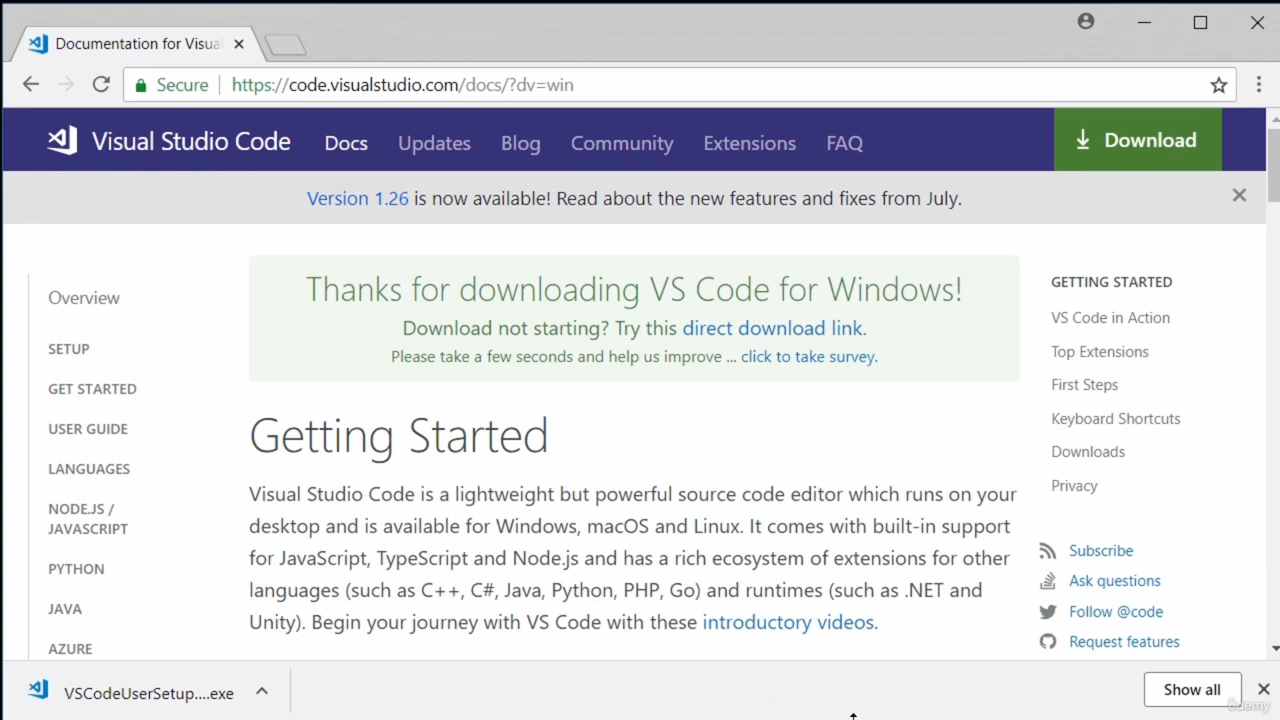 Documentation for Visua
Secure
https://code.visualstudio.com/docs/?dv=win
Visual Studio Code
Docs
Updates
Blog
Community
Extensions
FAQ
Download
Version 1.26 is now available! Read about the new features and fixes from July.
Overview
SETUP
GET STARTED
USER GUIDE
LANGUAGES
NODE.JS /
JAVASCRIPT
PYTHON
JAVA
AZURE
Thanks for downloading VS Code for Windows!
Download not starting? Try this direct download link.
Please take a few seconds and help us improve ... click to take survey.
Getting Started
Visual Studio Code is a lightweight but powerful source code editor which runs on your
desktop and is available for Windows, macOS and Linux. It comes with built-in support
for JavaScript, TypeScript and Node.js and has a rich ecosystem of extensions for other
languages (such as C++, C#, Java, Python, PHP, Go) and runtimes (such as .NET and
Unity). Begin your journey with VS Code with these introductory videos.
GETTING STARTED
VS Code in Action
Top Extensions
First Steps
Keyboard Shortcuts
Downloads
Privacy
Subscribe
Ask questions
Follow @code
Request features
VSCodeUserSetup....exe
Show all
ûdemy